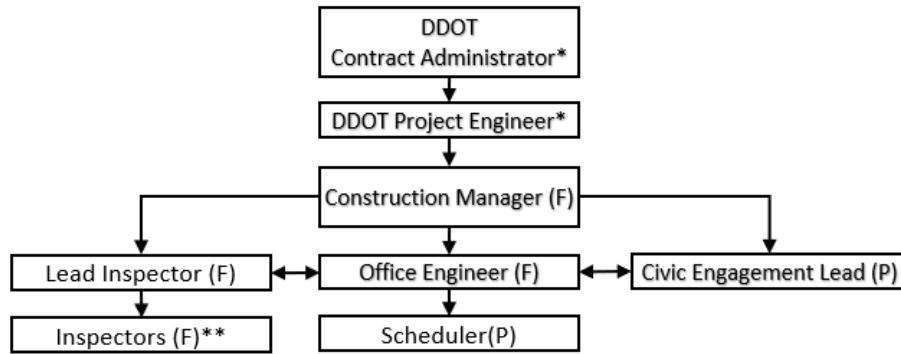 DDOT
Contract Administrator*
DDOT Project Engineer*
Construction Manager (F)
Lead Inspector (F)
Office Engineer (F)
Civic Engagement Lead (P)
Inspectors (F)**
Scheduler(P)